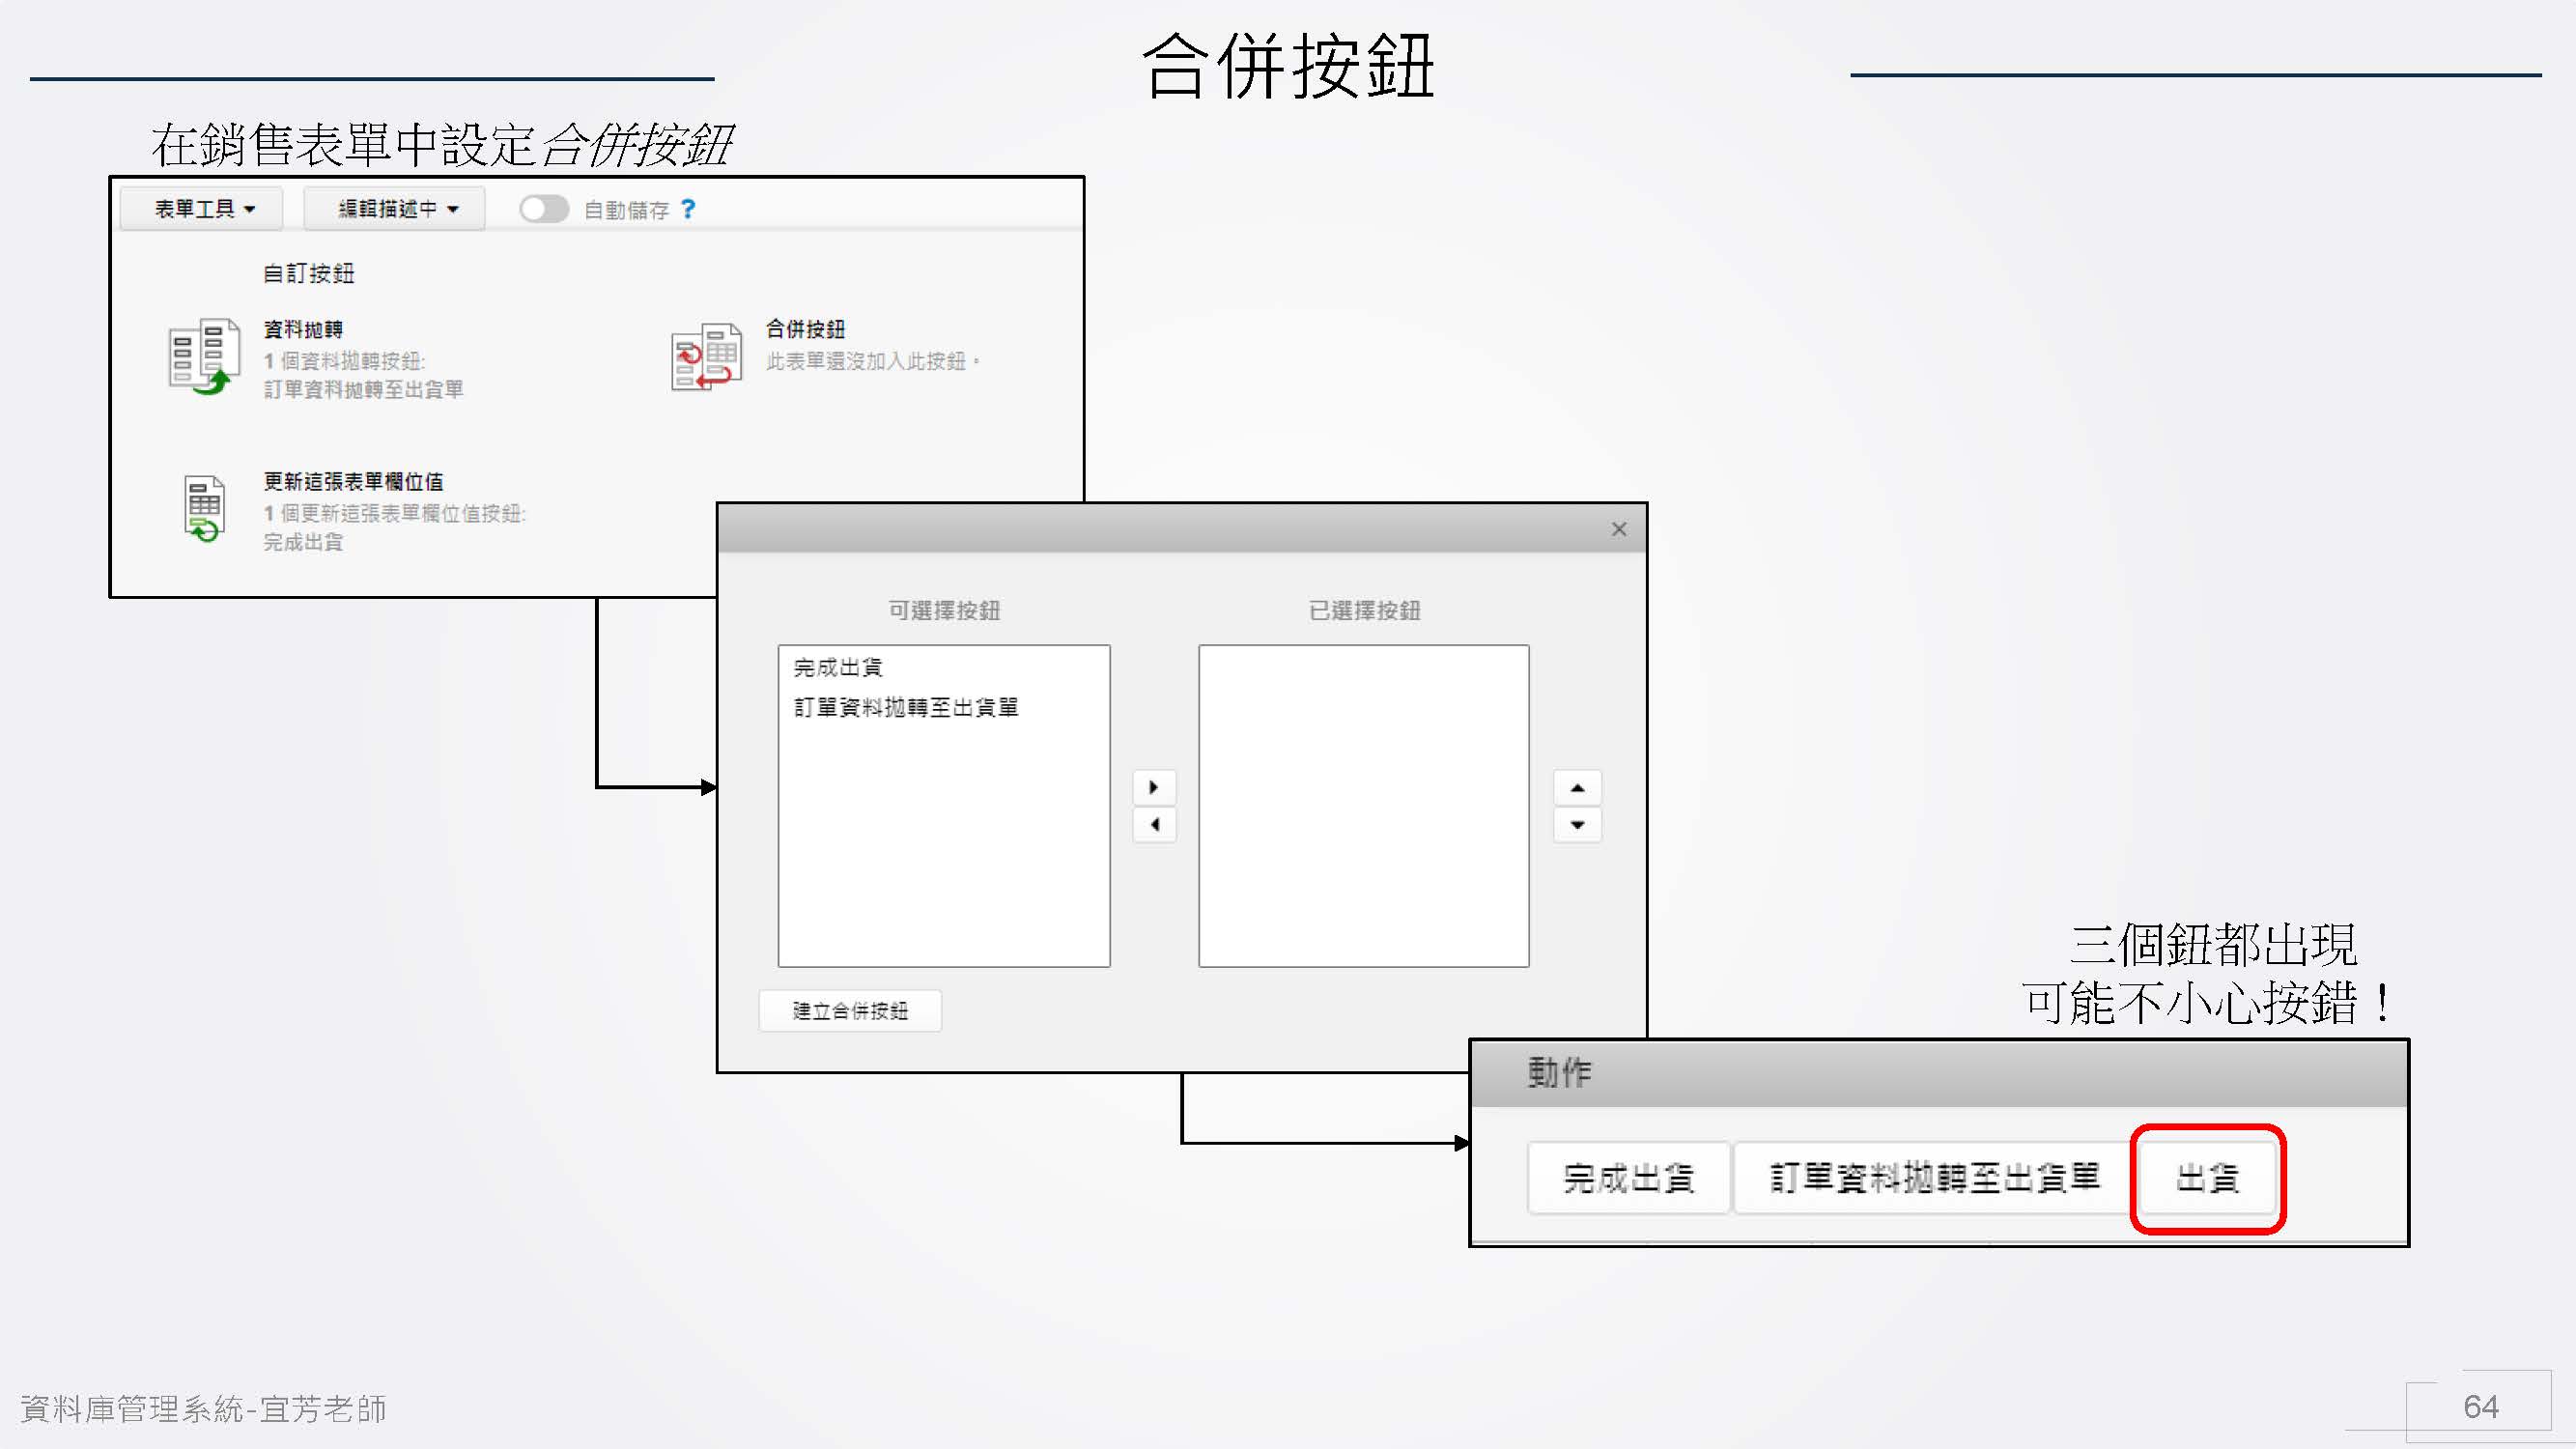 合併按鈕
在銷售表單中設定合併按鈕
表單工具 編輯描述中 自動儲存 ?
自訂按鈕
資料拋轉
1 個資料拋轉按鈕:
訂單資料拋轉至出貨單
合併按鈕
此表單還沒加入此按鈕。
更新這張表單欄位值
1 個更新這張表單欄位值按鈕:
完成出貨
可選擇按鈕
已選擇按鈕
完成出貨
訂單資料拋轉至出貨單
建立合併按鈕
三個鈕都出現
可能不小心按錯！
動作
完成出貨 訂單資料拋轉至出貨單 出貨
資料庫管理系統-宜芳老師
64